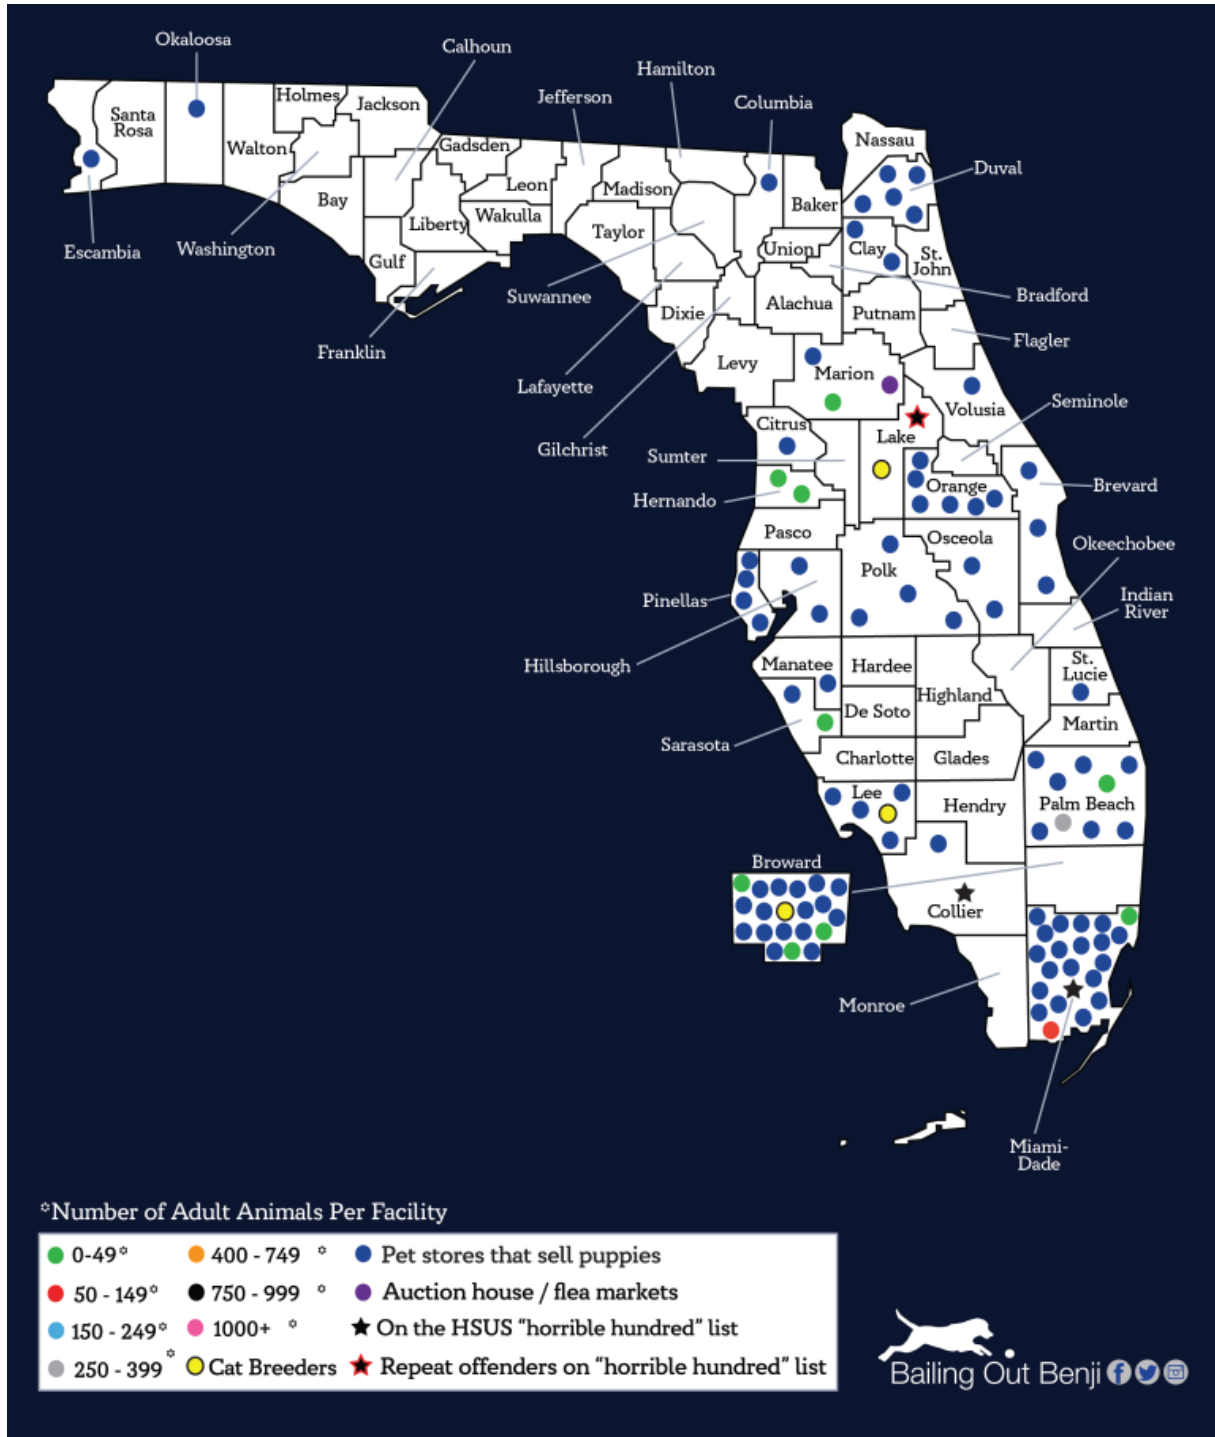 Okaloosa
Calhoun
Hamilton
Jefferson
Columbia
Holmes
Jackson
Santa
Rosa
Nassau
Walton
Gadsden
Duval
Leon
Madison
Bay
Baker
Liberty
Wakulla
Taylor
Union
Clay
St.
John
Escambia
Washington
Gulf
Suwannee
Bradford
Dixie
Alachua
Putnam
Franklin
Flagler
Lafayette
Levy
Marion
Volusia
Seminole
Gilchrist
Citrus
Lake
Sumter
Orange
Brevard
Hernando
Pasco
Osceola
Okeechobee
Polk
Pinellas
Indian
River
Hillsborough
Manatee
Hardee
St.
Lucie
Highland
De Soto
Martin
Sarasota
Charlotte
Glades
Lee
Hendry
Palm Beach
Broward
Collier
Monroe
Miami-
Dade
*Number of Adult Animals Per Facility
0-49*
400 - 749 *
Pet stores that sell puppies
50 - 149*
750 - 999 *
Auction house / flea markets
150 - 249*
1000+ *
On the HSUS “horrible hundred” list
250 - 399*
Cat Breeders
Repeat offenders on “horrible hundred” list
Bailing Out Benji